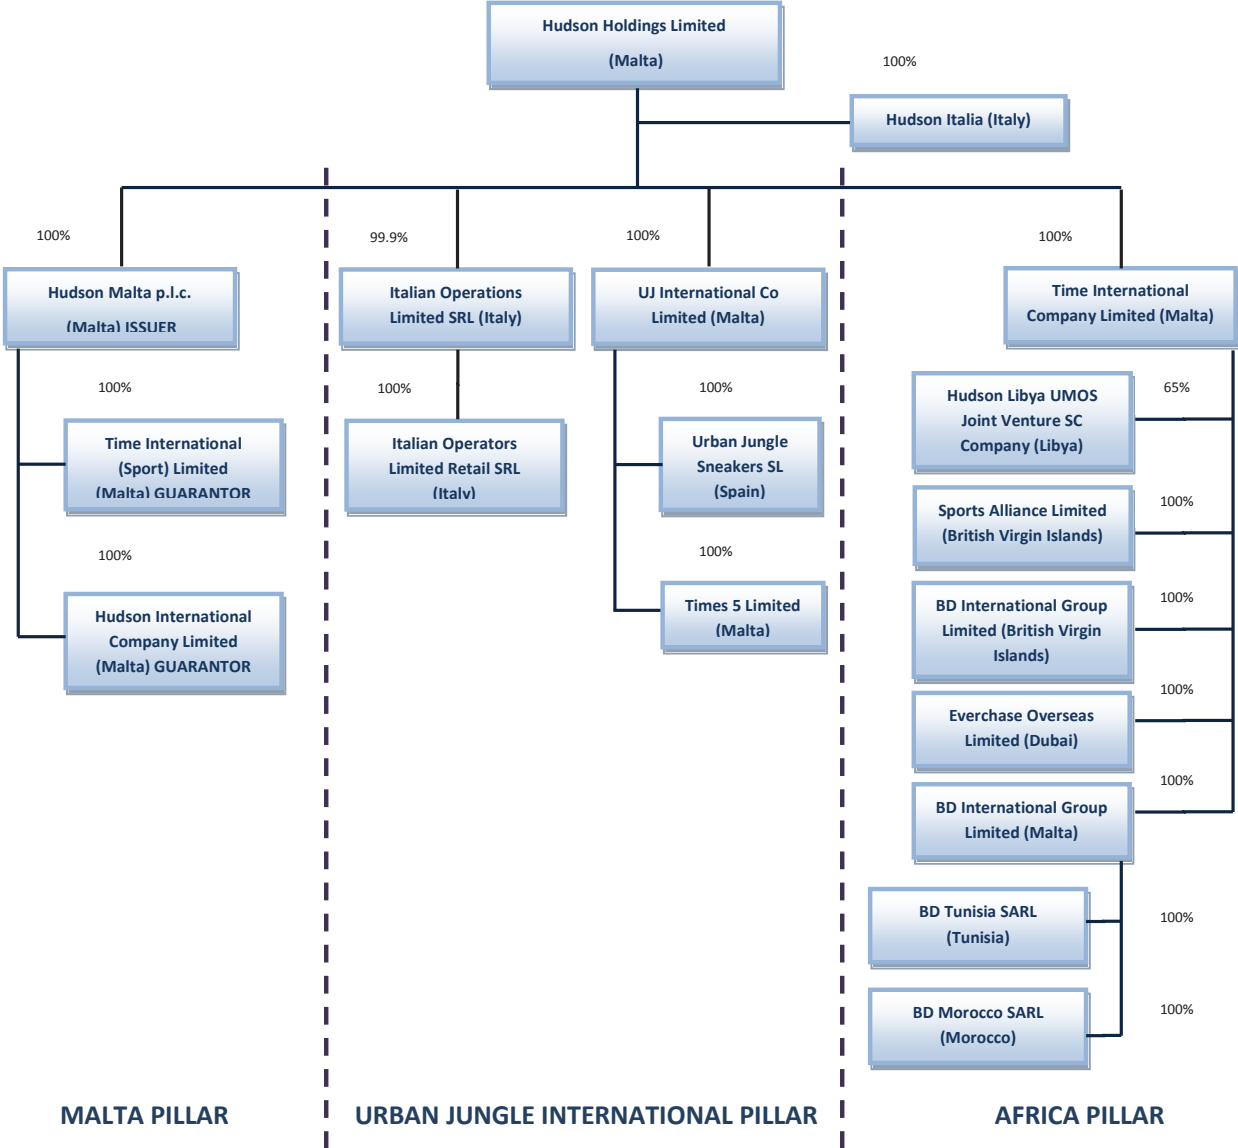 Hudson Holdings Limited
(Malta)
100%
Hudson Italia (Italy)
100%
Hudson Malta p.l.c.
(Malta) ISSUER
100%
Time International
(Sport) Limited
(Malta) GUARANTOR
100%
Hudson International
Company Limited
(Malta) GUARANTOR
99.9%
Italian Operations
Limited SRL (Italy)
100%
Italian Operators
Limited Retail SRL
(Italy)
100%
UJ International Co
Limited (Malta)
100%
Urban Jungle
Sneakers SL
(Spain)
100%
Times 5 Limited
(Malta)
100%
Time International
Company Limited (Malta)
65%
Hudson Libya UMOS
Joint Venture SC
Company (Libya)
100%
Sports Alliance Limited
(British Virgin Islands)
100%
BD International Group
Limited (British Virgin
Islands)
100%
Everchase Overseas
Limited (Dubai)
100%
BD International Group
Limited (Malta)
100%
BD Tunisia SARL
(Tunisia)
100%
BD Morocco SARL
(Morocco)
MALTA PILLAR
URBAN JUNGLE INTERNATIONAL PILLAR
AFRICA PILLAR